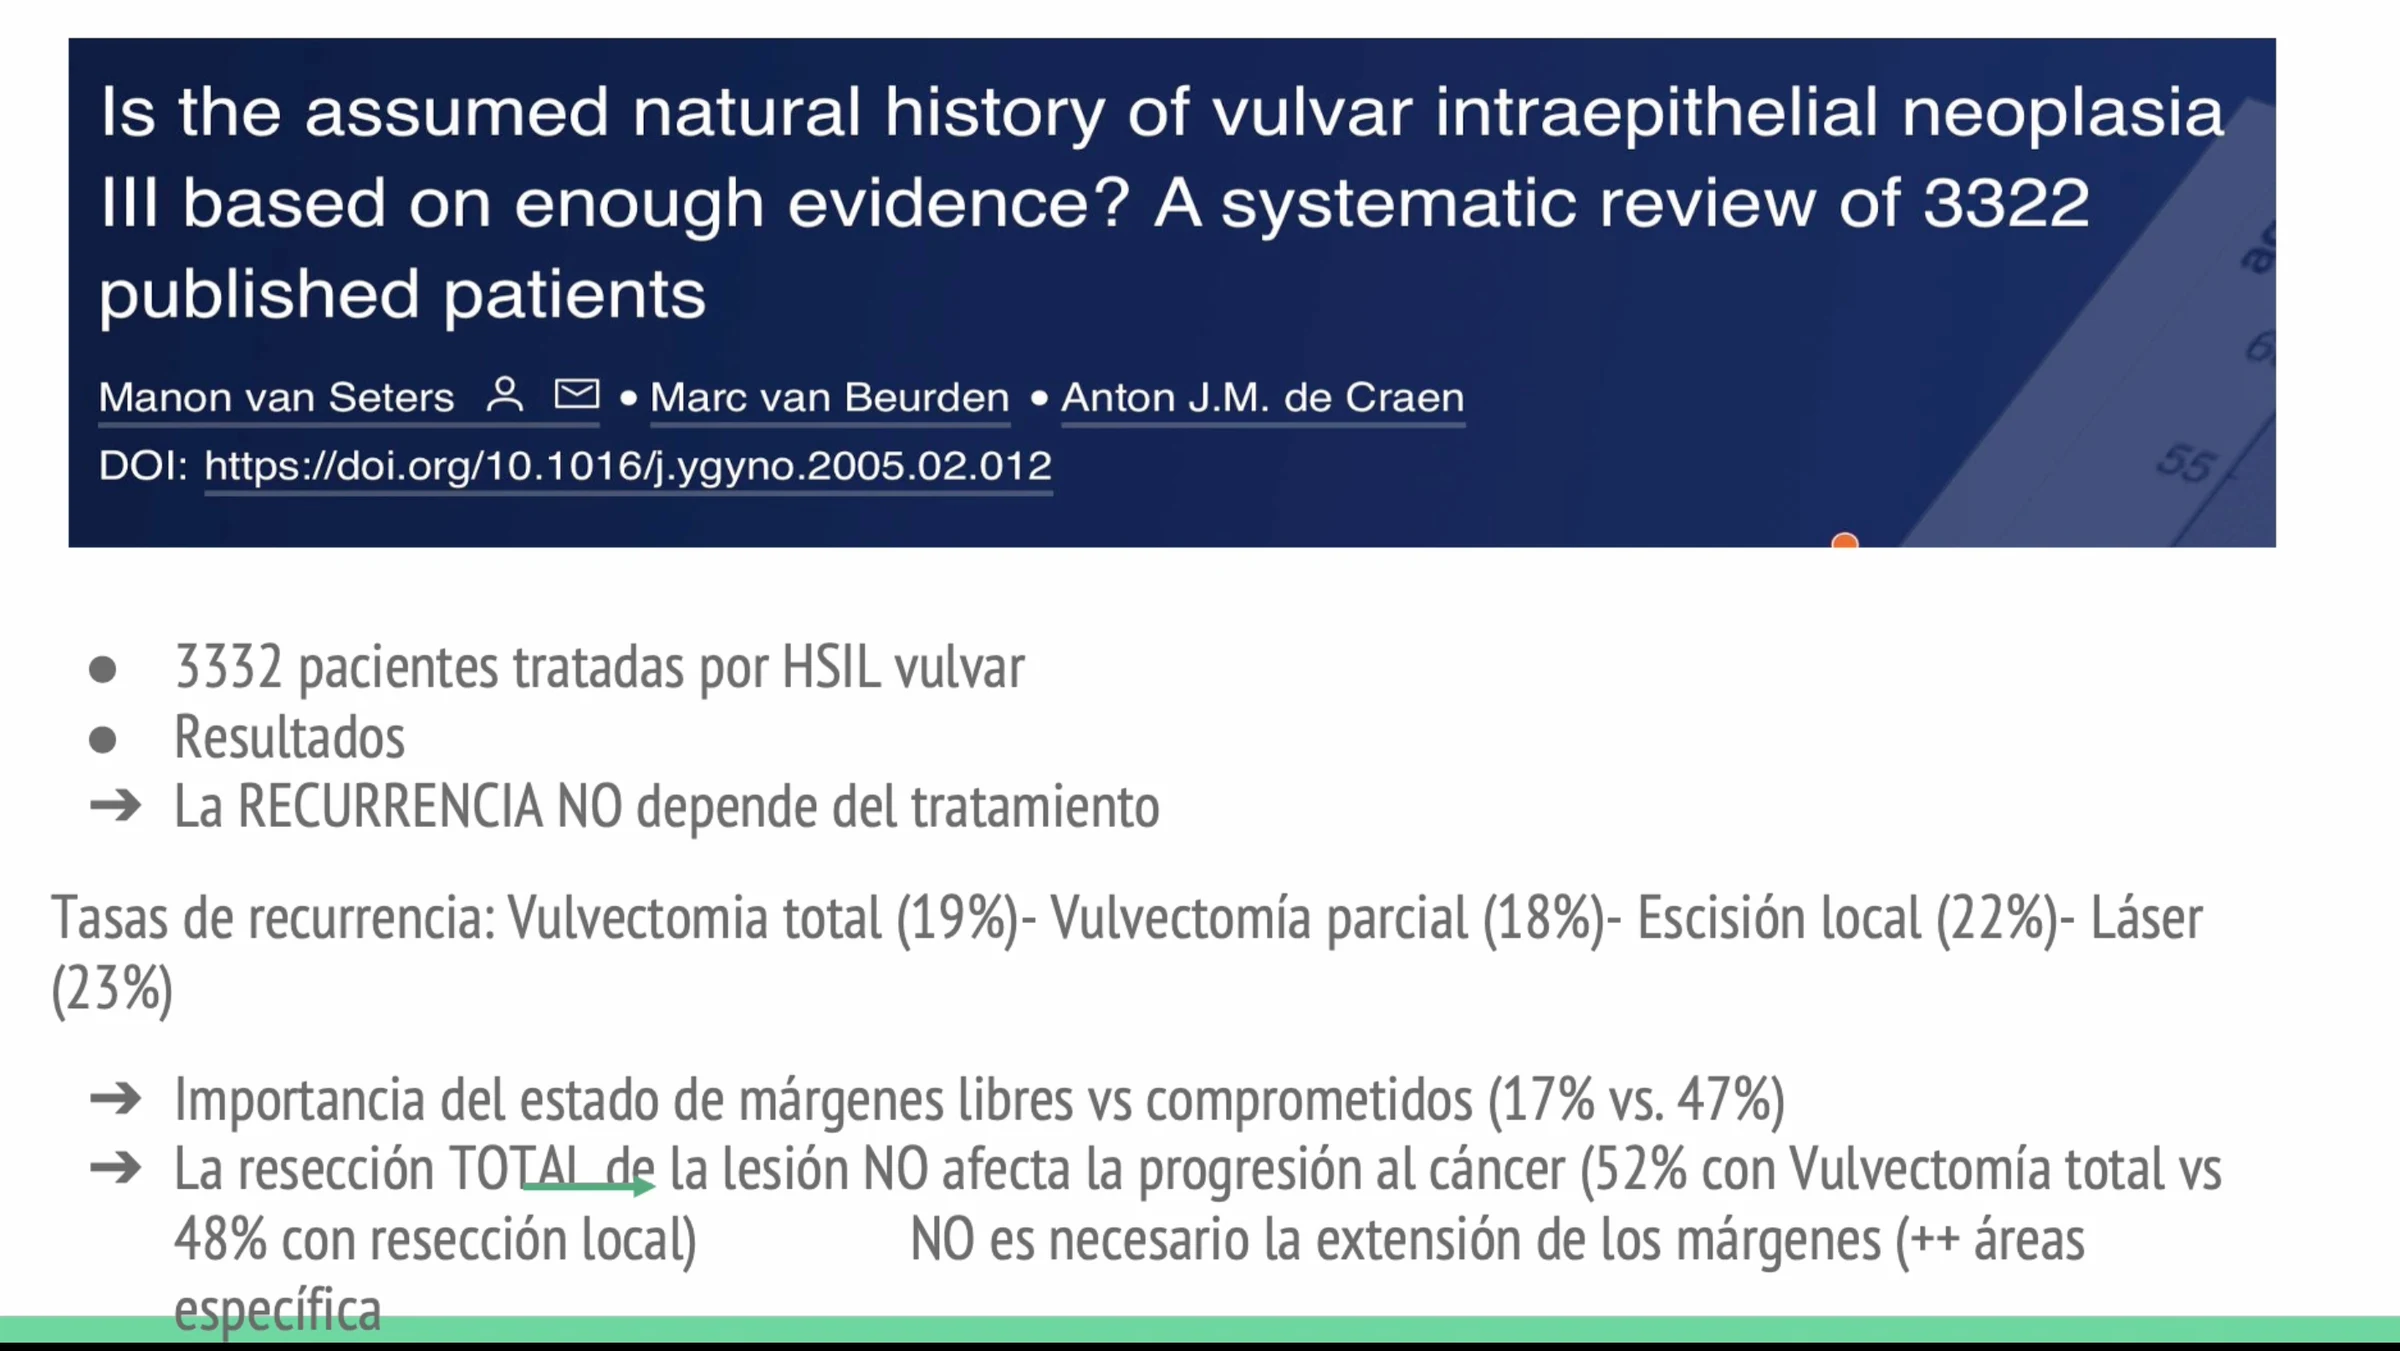 Is the assumed natural history of vulvar intraepithelial neoplasia
III based on enough evidence? A systematic review of 3322
published patients
Manon van Seters • Marc van Beurden • Anton J.M. de Craen
DOI: https://doi.org/10.1016/j.ygyno.2005.02.012
55
● 3332 pacientes tratadas por HSIL vulvar
● Resultados
➔ La RECURRENCIA NO depende del tratamiento
Tasas de recurrencia: Vulvectomia total (19%)- Vulvectomía parcial (18%)- Escisión local (22%)- Láser
(23%)
➔ Importancia del estado de márgenes libres vs comprometidos (17% vs. 47%)
➔ La resección TOTAL de la lesión NO afecta la progresión al cáncer (52% con Vulvectomía total vs
48% con resección local) NO es necesario la extensión de los márgenes (++ áreas
específica